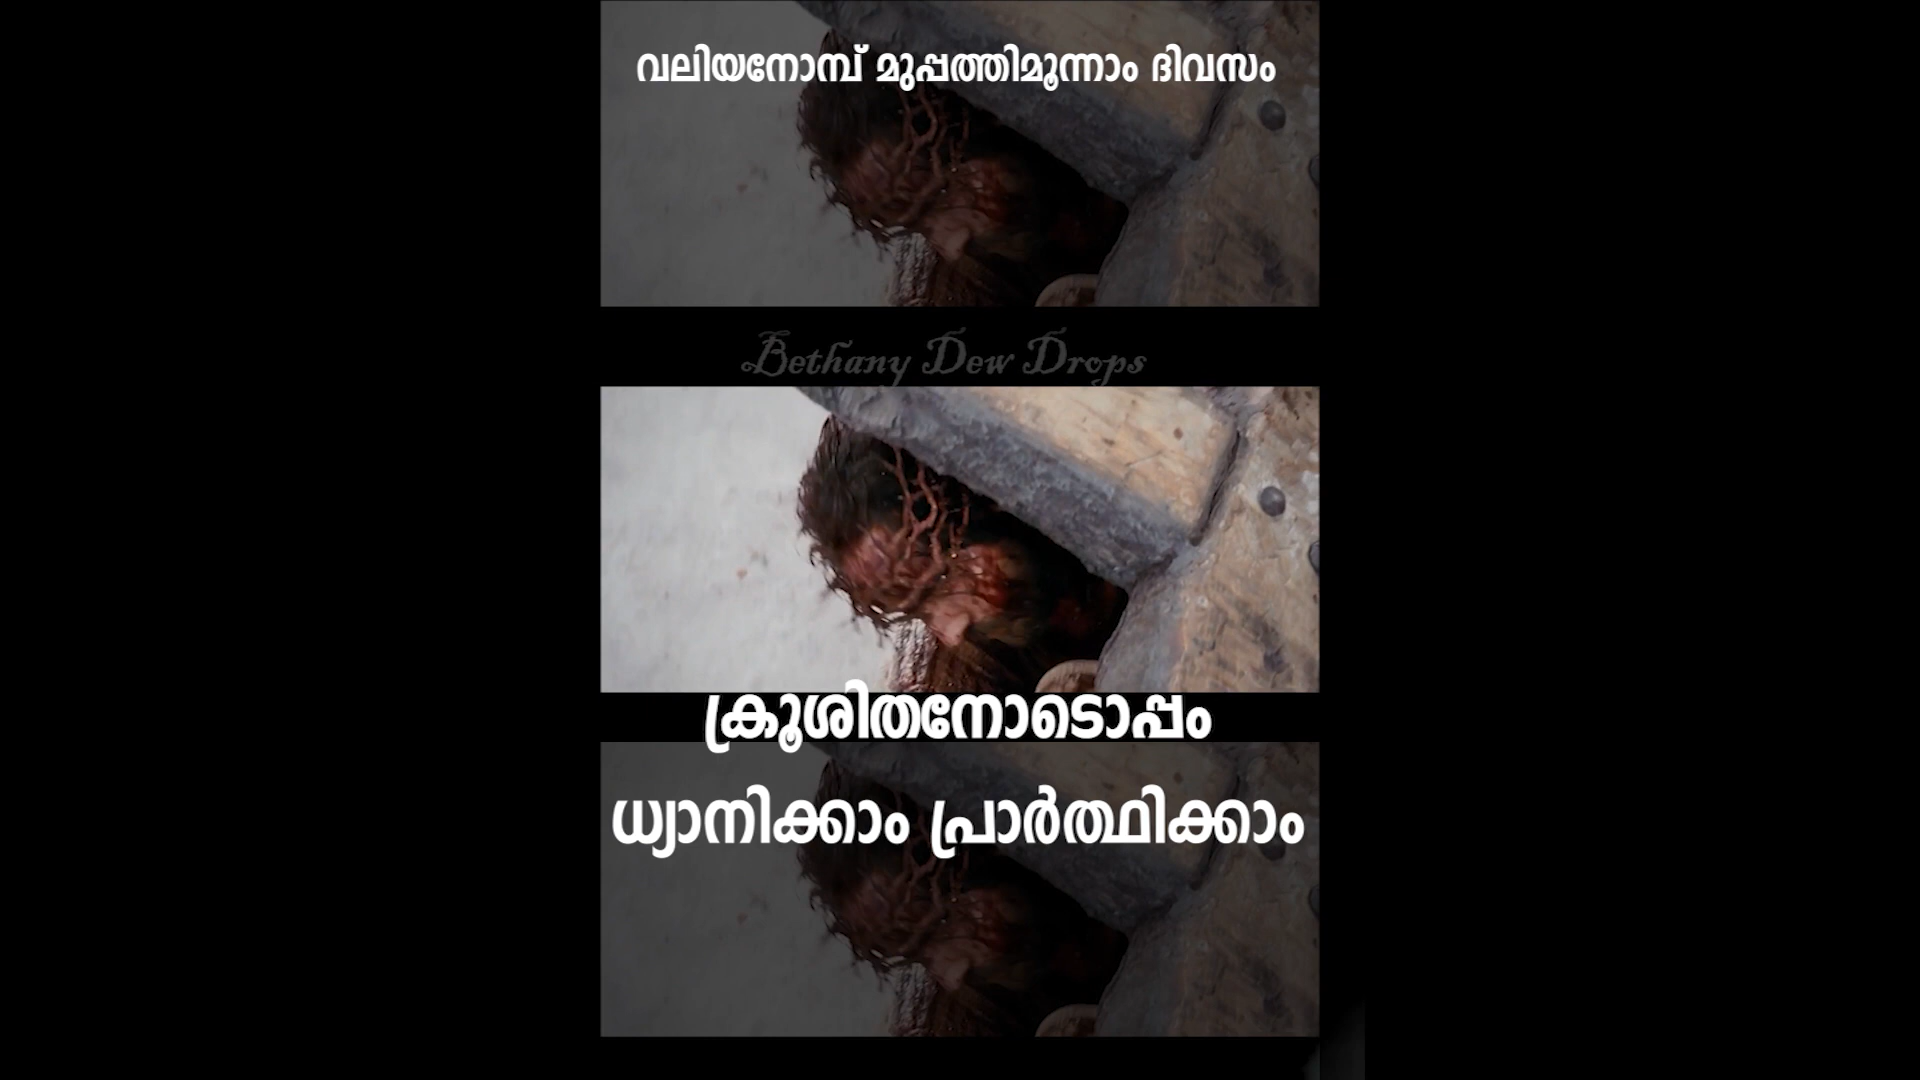 വലിയനോമ്പ് മുപ്പത്തിമൂന്നാം ദിവസം
Bethany Dew Drops
ക്രൂശിതനോടൊപ്പം
ധ്യാനിക്കാം പ്രാർത്ഥിക്കാം